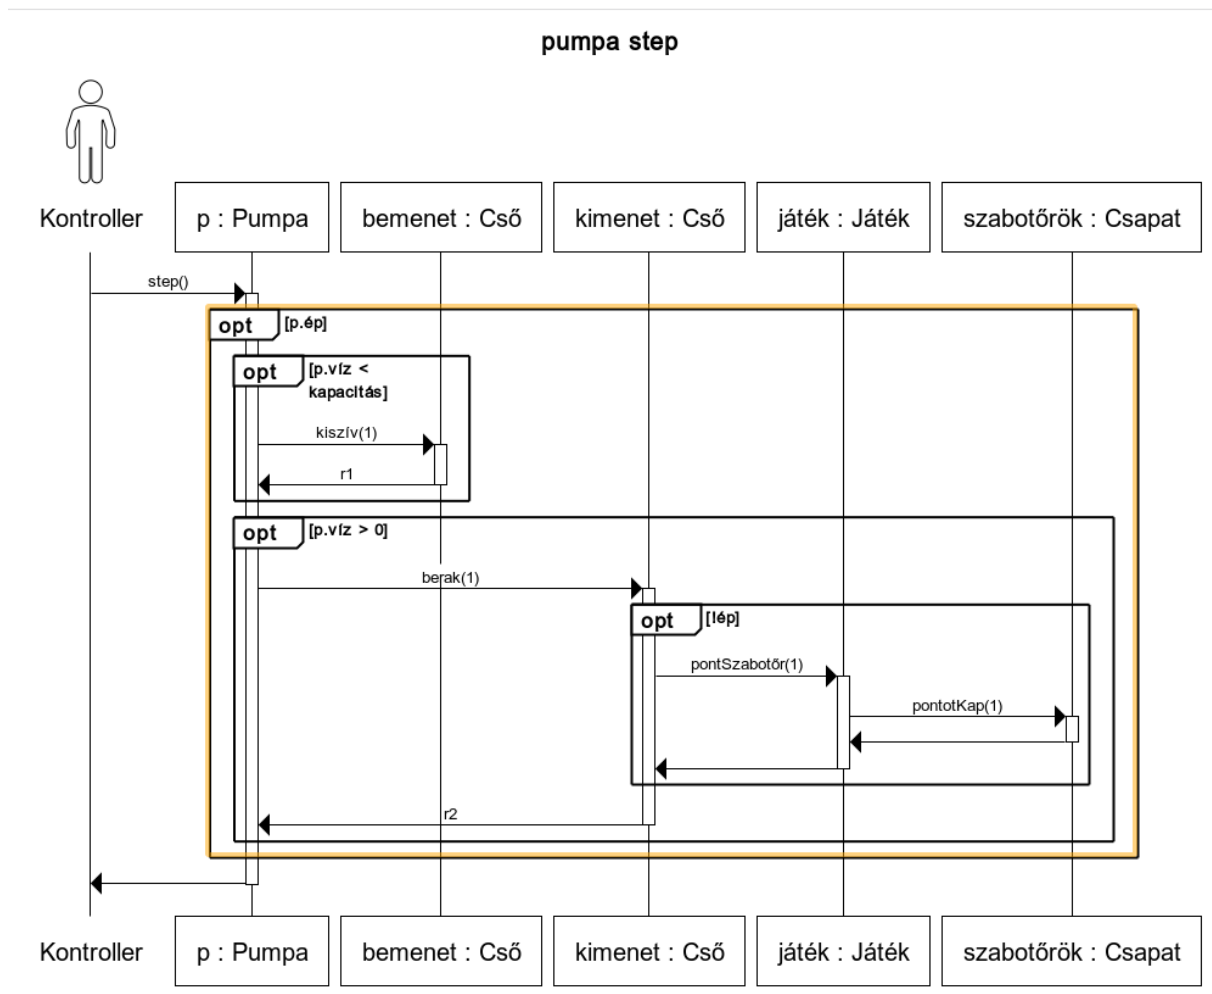 pumpa step
Kontroller
p : Pumpa
bemenet : Cső
kimenet : Cső
játék : Játék
szabotőrök : Csapat
step()
opt
[p.ép]
opt
[p.víz <
kapacitás]
kiszív(1)
r1
opt
[p.víz > 0]
berak(1)
opt
[!ép]
pontSzabotőr(1)
pontotKap(1)
r2
Kontroller
p : Pumpa
bemenet : Cső
kimenet : Cső
játék : Játék
szabotőrök : Csapat